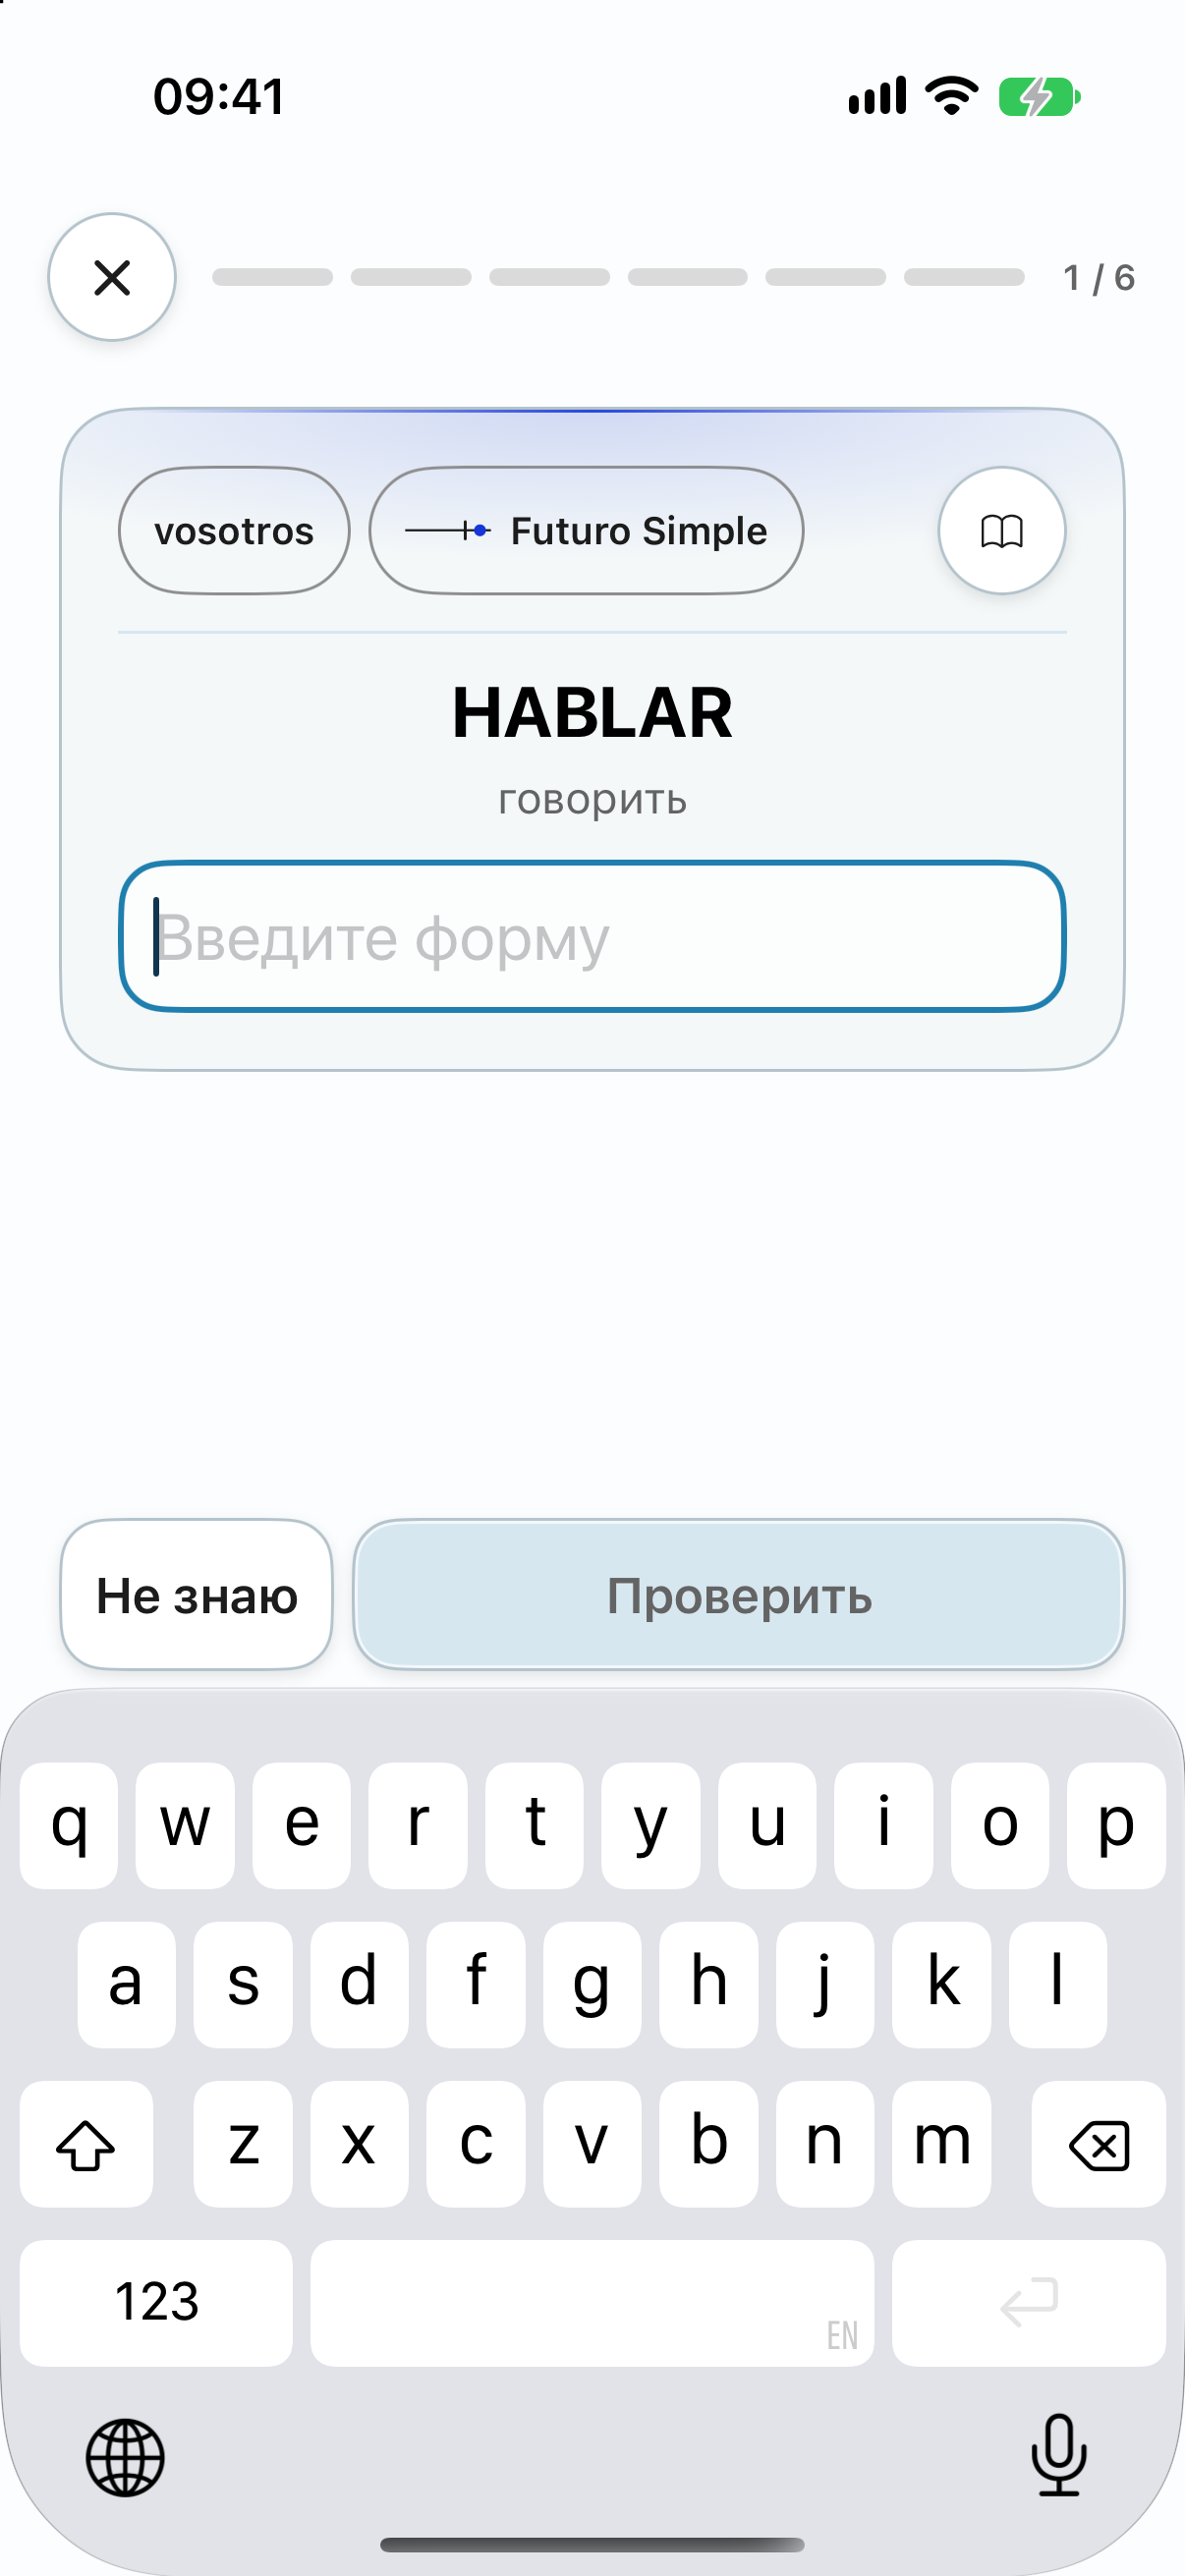 09:41
1 / 6
vosotros
Futuro Simple
HABLAR
говорить
Введите форму
Не знаю
Проверить
q w e r t y u i o p
a s d f g h j k l
z x c v b n m
123
EN